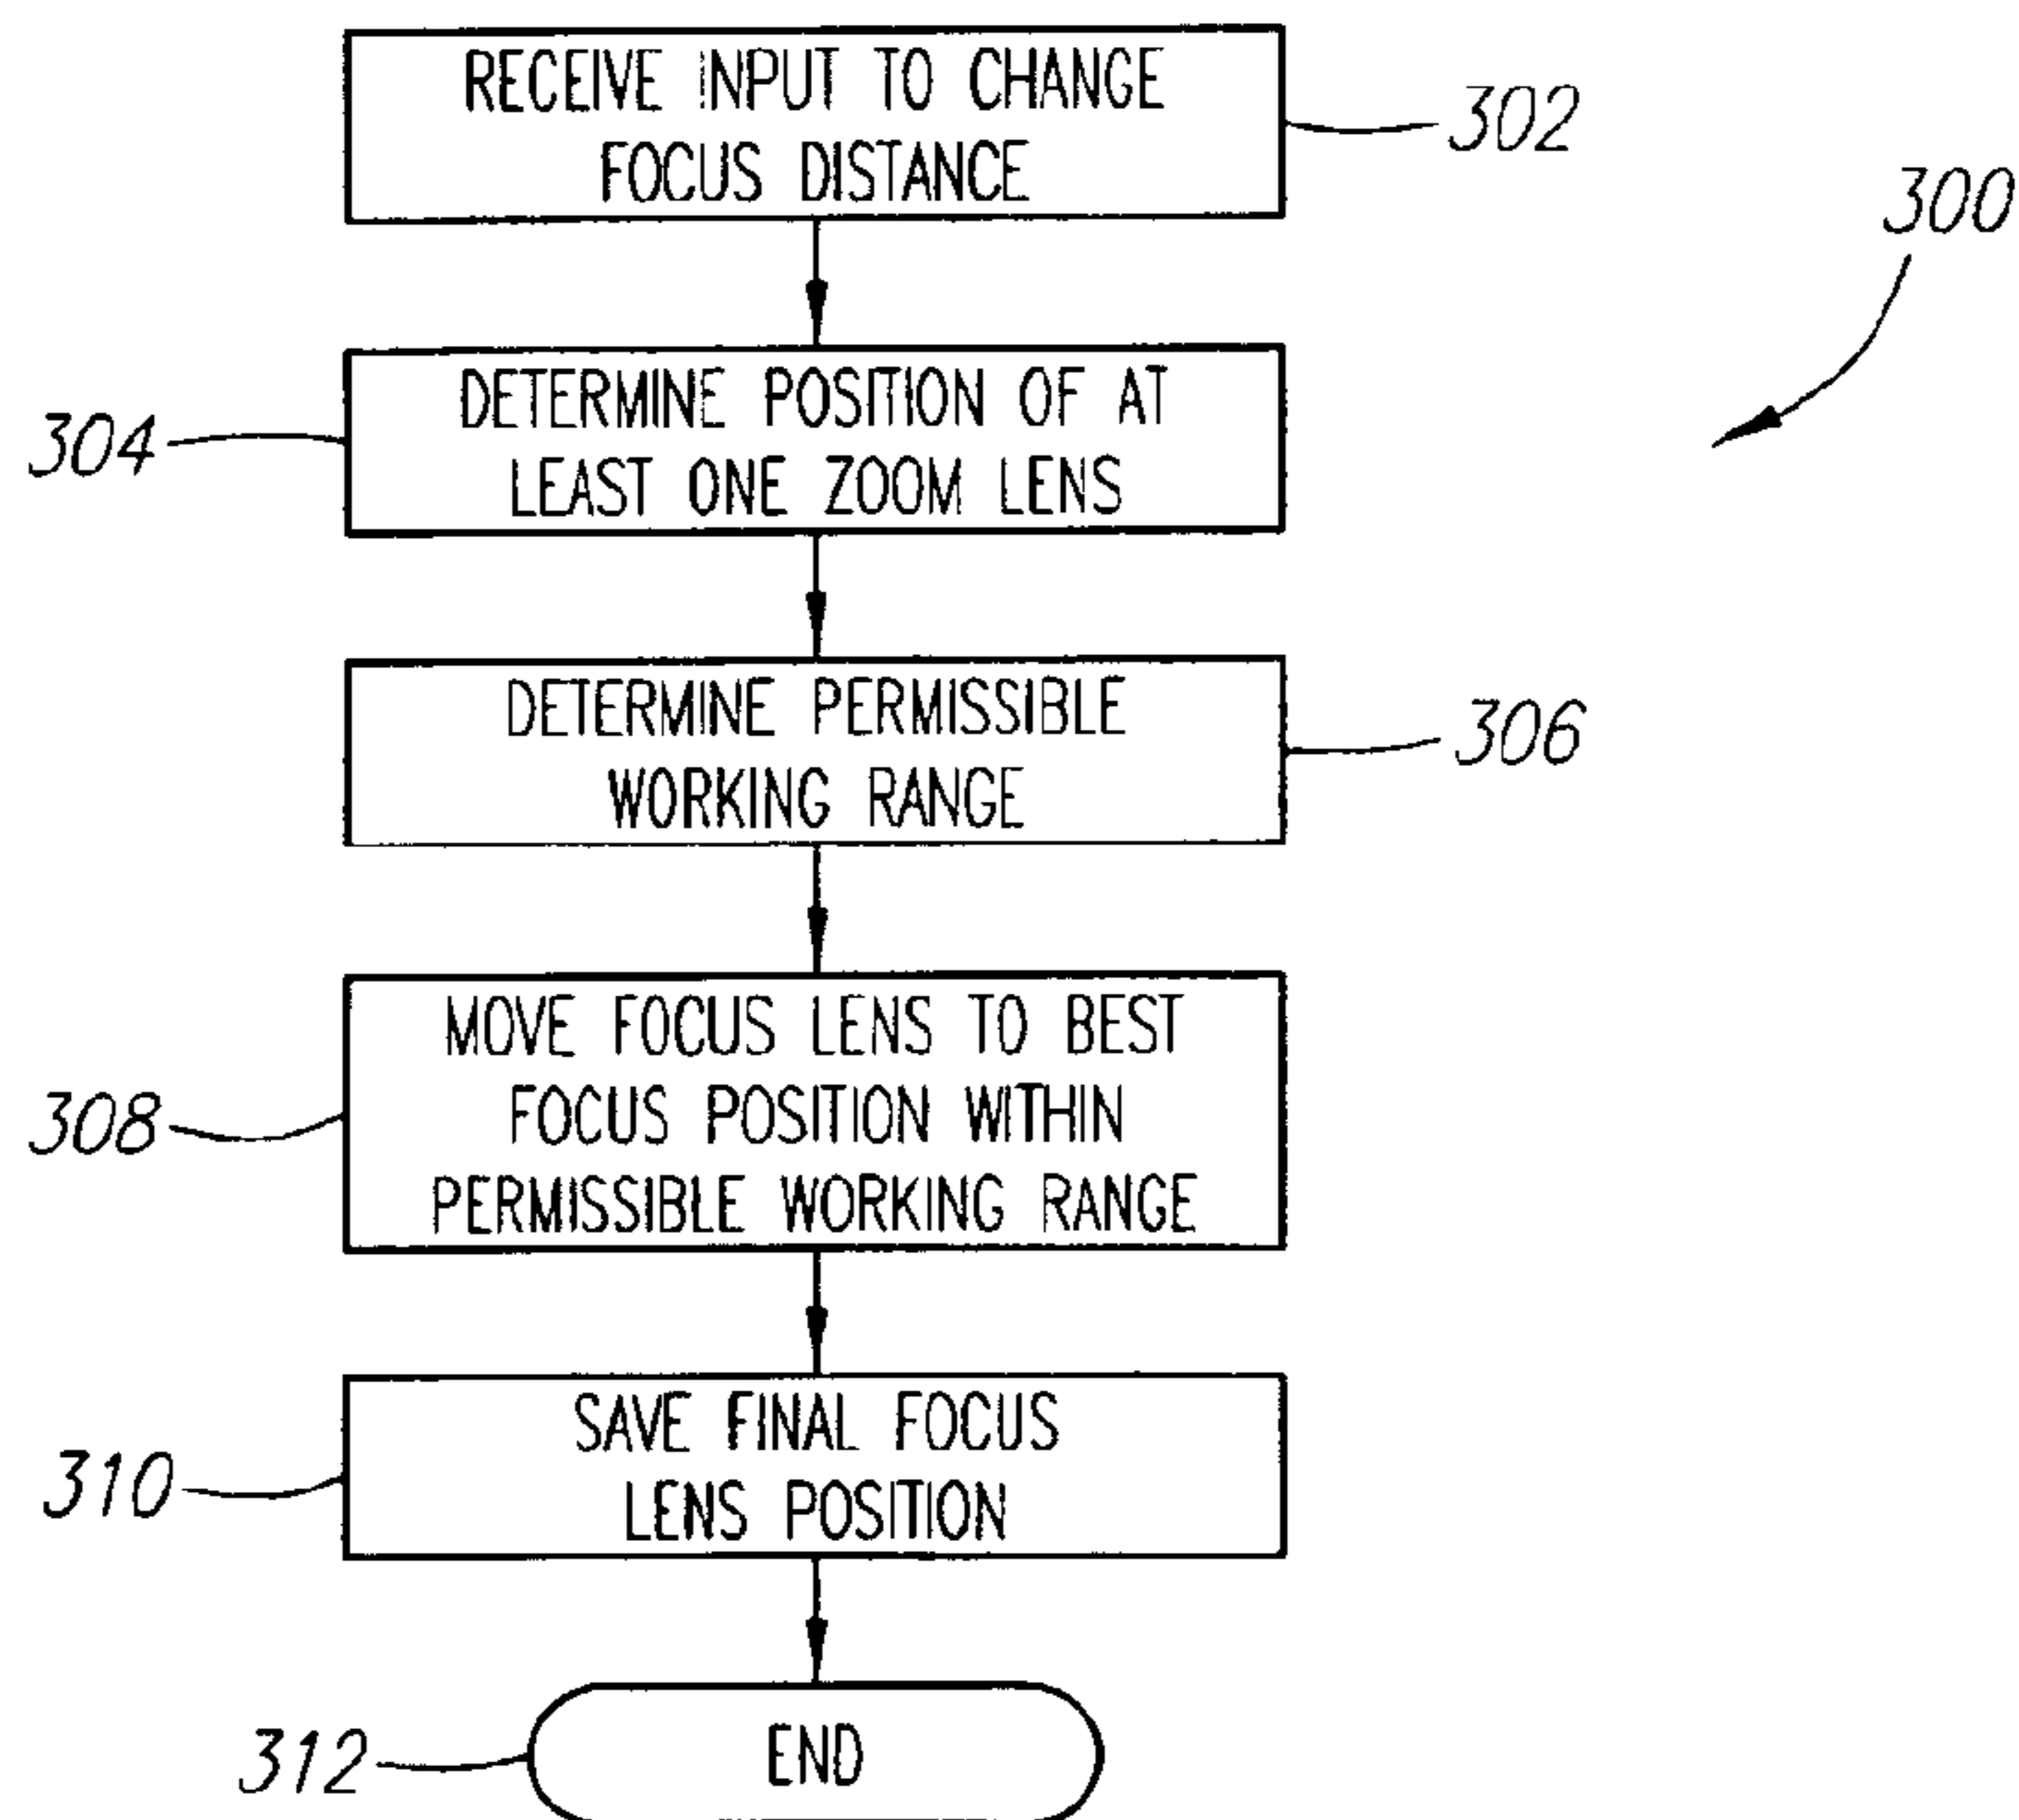 RECEIVE INPUT TO CHANGE
FOCUS DISTANCE
302
300
DETERMINE POSITION OF AT
LEAST ONE ZOOM LENS
304
DETERMINE PERMISSIBLE
WORKING RANGE
306
MOVE FOCUS LENS TO BEST
FOCUS POSITION WITHIN
PERMISSIBLE WORKING RANGE
308
SAVE FINAL FOCUS
LENS POSITION
310
END
312